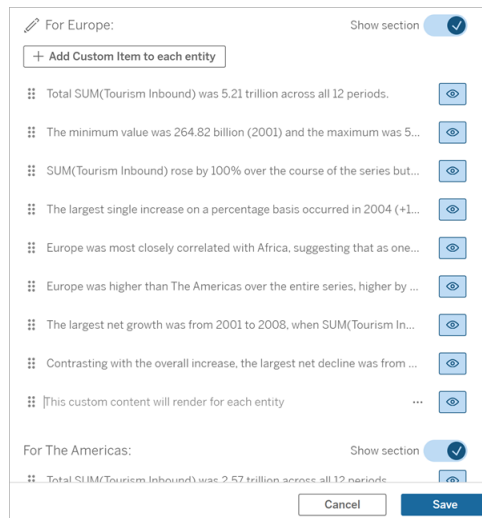 For Europe:
Show section
+ Add Custom Item to each entity
Total SUM(Tourism Inbound) was 5.21 trillion across all 12 periods.
The minimum value was 264.82 billion (2001) and the maximum was 5...
SUM(Tourism Inbound) rose by 100% over the course of the series but...
The largest single increase on a percentage basis occurred in 2004 (+1...
Europe was most closely correlated with Africa, suggesting that as one...
Europe was higher than The Americas over the entire series, higher by ...
The largest net growth was from 2001 to 2008, when SUM(Tourism In...
Contrasting with the overall increase, the largest net decline was from ...
This custom content will render for each entity
...
For The Americas:
Show section
Total SUM(Tourism Inbound) was 2.57 trillion across all 12 periods
Cancel
Save